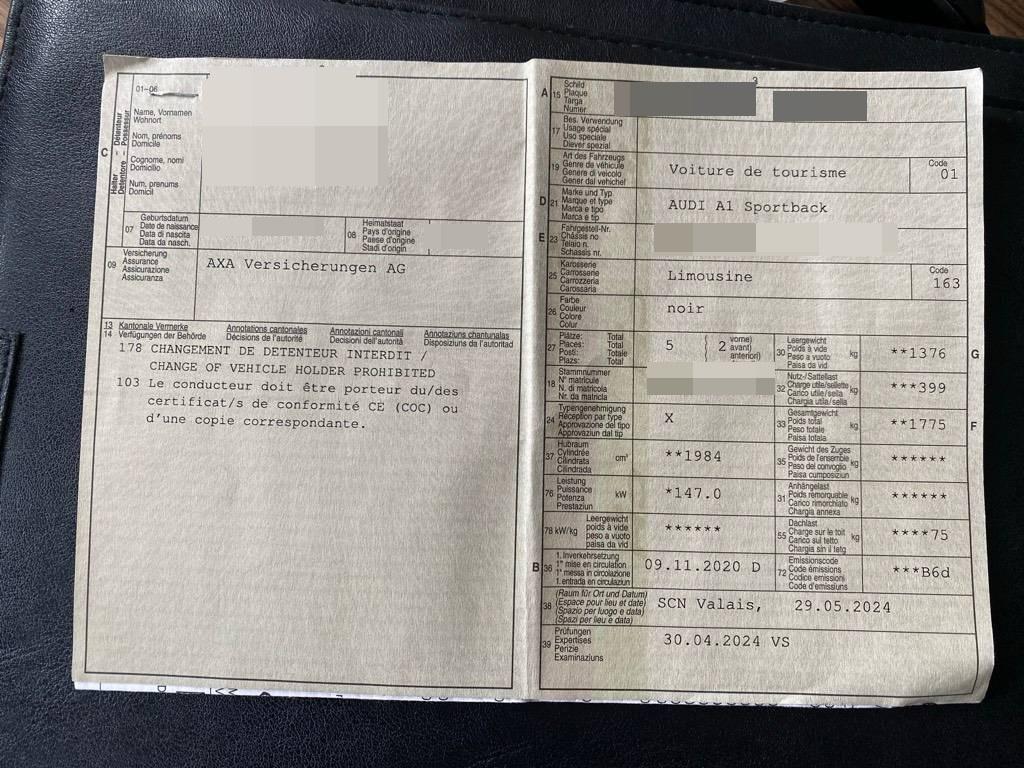 01-06
C
Halter – Détenteur
Detentore – Possessur
Name, Vornamen
Wohnort
Nom, prénoms
Domicile
Cognome, nomi
Domicilio
Num, prenums
Domicil
07
Geburtsdatum
Date de naissance
Data di nascita
Data da nasch.
08
Heimatstaat
Pays d'origine
Paese d'origine
Stadi d'origin
09
Versicherung
Assurance
Assicurazione
Assicuranza
AXA Versicherungen AG
13 Kantonale Vermerke Annotations cantonales Annotazioni cantonali Annotaziuns chantunalas
14 Verfügungen der Behörde Décisions de l'autorité Decisioni dell'autorità Disposiziuns da l'autoritad
178 CHANGEMENT DE DETENTEUR INTERDIT /
CHANGE OF VEHICLE HOLDER PROHIBITED
103 Le conducteur doit être porteur du/des
certificat/s de conformité CE (COC) ou
d'une copie correspondante.
A 15
Schild
Plaque
Targa
Numer
17
Bes. Verwendung
Usage spécial
Uso speciale
Diever spezial
19
Art des Fahrzeugs
Genre de véhicule
Genere di veicolo
Gener dal vehichel
Voiture de tourisme
Code
01
D 21
Marke und Typ
Marque et type
Marca e tipo
Marca e tip
AUDI A1 Sportback
E 23
Fahrgestell-Nr.
Châssis no
Telaio n.
Schassis nr.
25
Karosserie
Carrosserie
Carrozzeria
Carossaria
Limousine
Code
163
26
Farbe
Couleur
Colore
Colur
noir
27
Plätze: Total
Places: Total
Posti: Totale
Plazs: Total
5 ( 2 vorne)
avant)
anteriori)
30
Leergewicht
Poids à vide
Peso a vuoto
Paisa da vid
kg
**1376
G
18
Stammnummer
N° matricule
N. di matricola
Nr. da matricla
32
Nutz-/Sattellast
Charge utile/sellette
Carico utile/sella
Chargia utila/sella
kg
***399
24
Typengenehmigung
Réception par type
Approvazione del tipo
Approvaziun dal tip
X
33
Gesamtgewicht
Poids total
Peso totale
Paisa totala
kg
**1775
F
37
Hubraum
Cylindrée
Cilindrata
Cilindrada
cm³
**1984
35
Gewicht des Zuges
Poids de l'ensemble
Peso del convoglio
Paisa cumposiziun
kg
******
76
Leistung
Puissance
Potenza
Prestaziun
kW
*147.0
31
Anhängelast
Poids remorquable
Carico rimorchiato
Chargia annexa
kg
******
78 kW/kg
Leergewicht
poids à vide
peso a vuoto
paisa da vid
******
55
Dachlast
Charge sur le toit
Carico sul tetto
Chargia sin il tetg
kg
****75
B 36
1. Inverkehrsetzung
1re mise en circulation
1a messa in circolazione
1. entrada en circulaziun
09.11.2020 D
72
Emissionscode
Code émissions
Codice emissioni
Code d'emissiuns
***B6d
38
(Raum für Ort und Datum)
(Espace pour lieu et date)
(Spazio per luogo e data)
(Spazi per lieu e data)
SCN Valais, 29.05.2024
39
Prüfungen
Expertises
Perizie
Examinaziuns
30.04.2024 VS